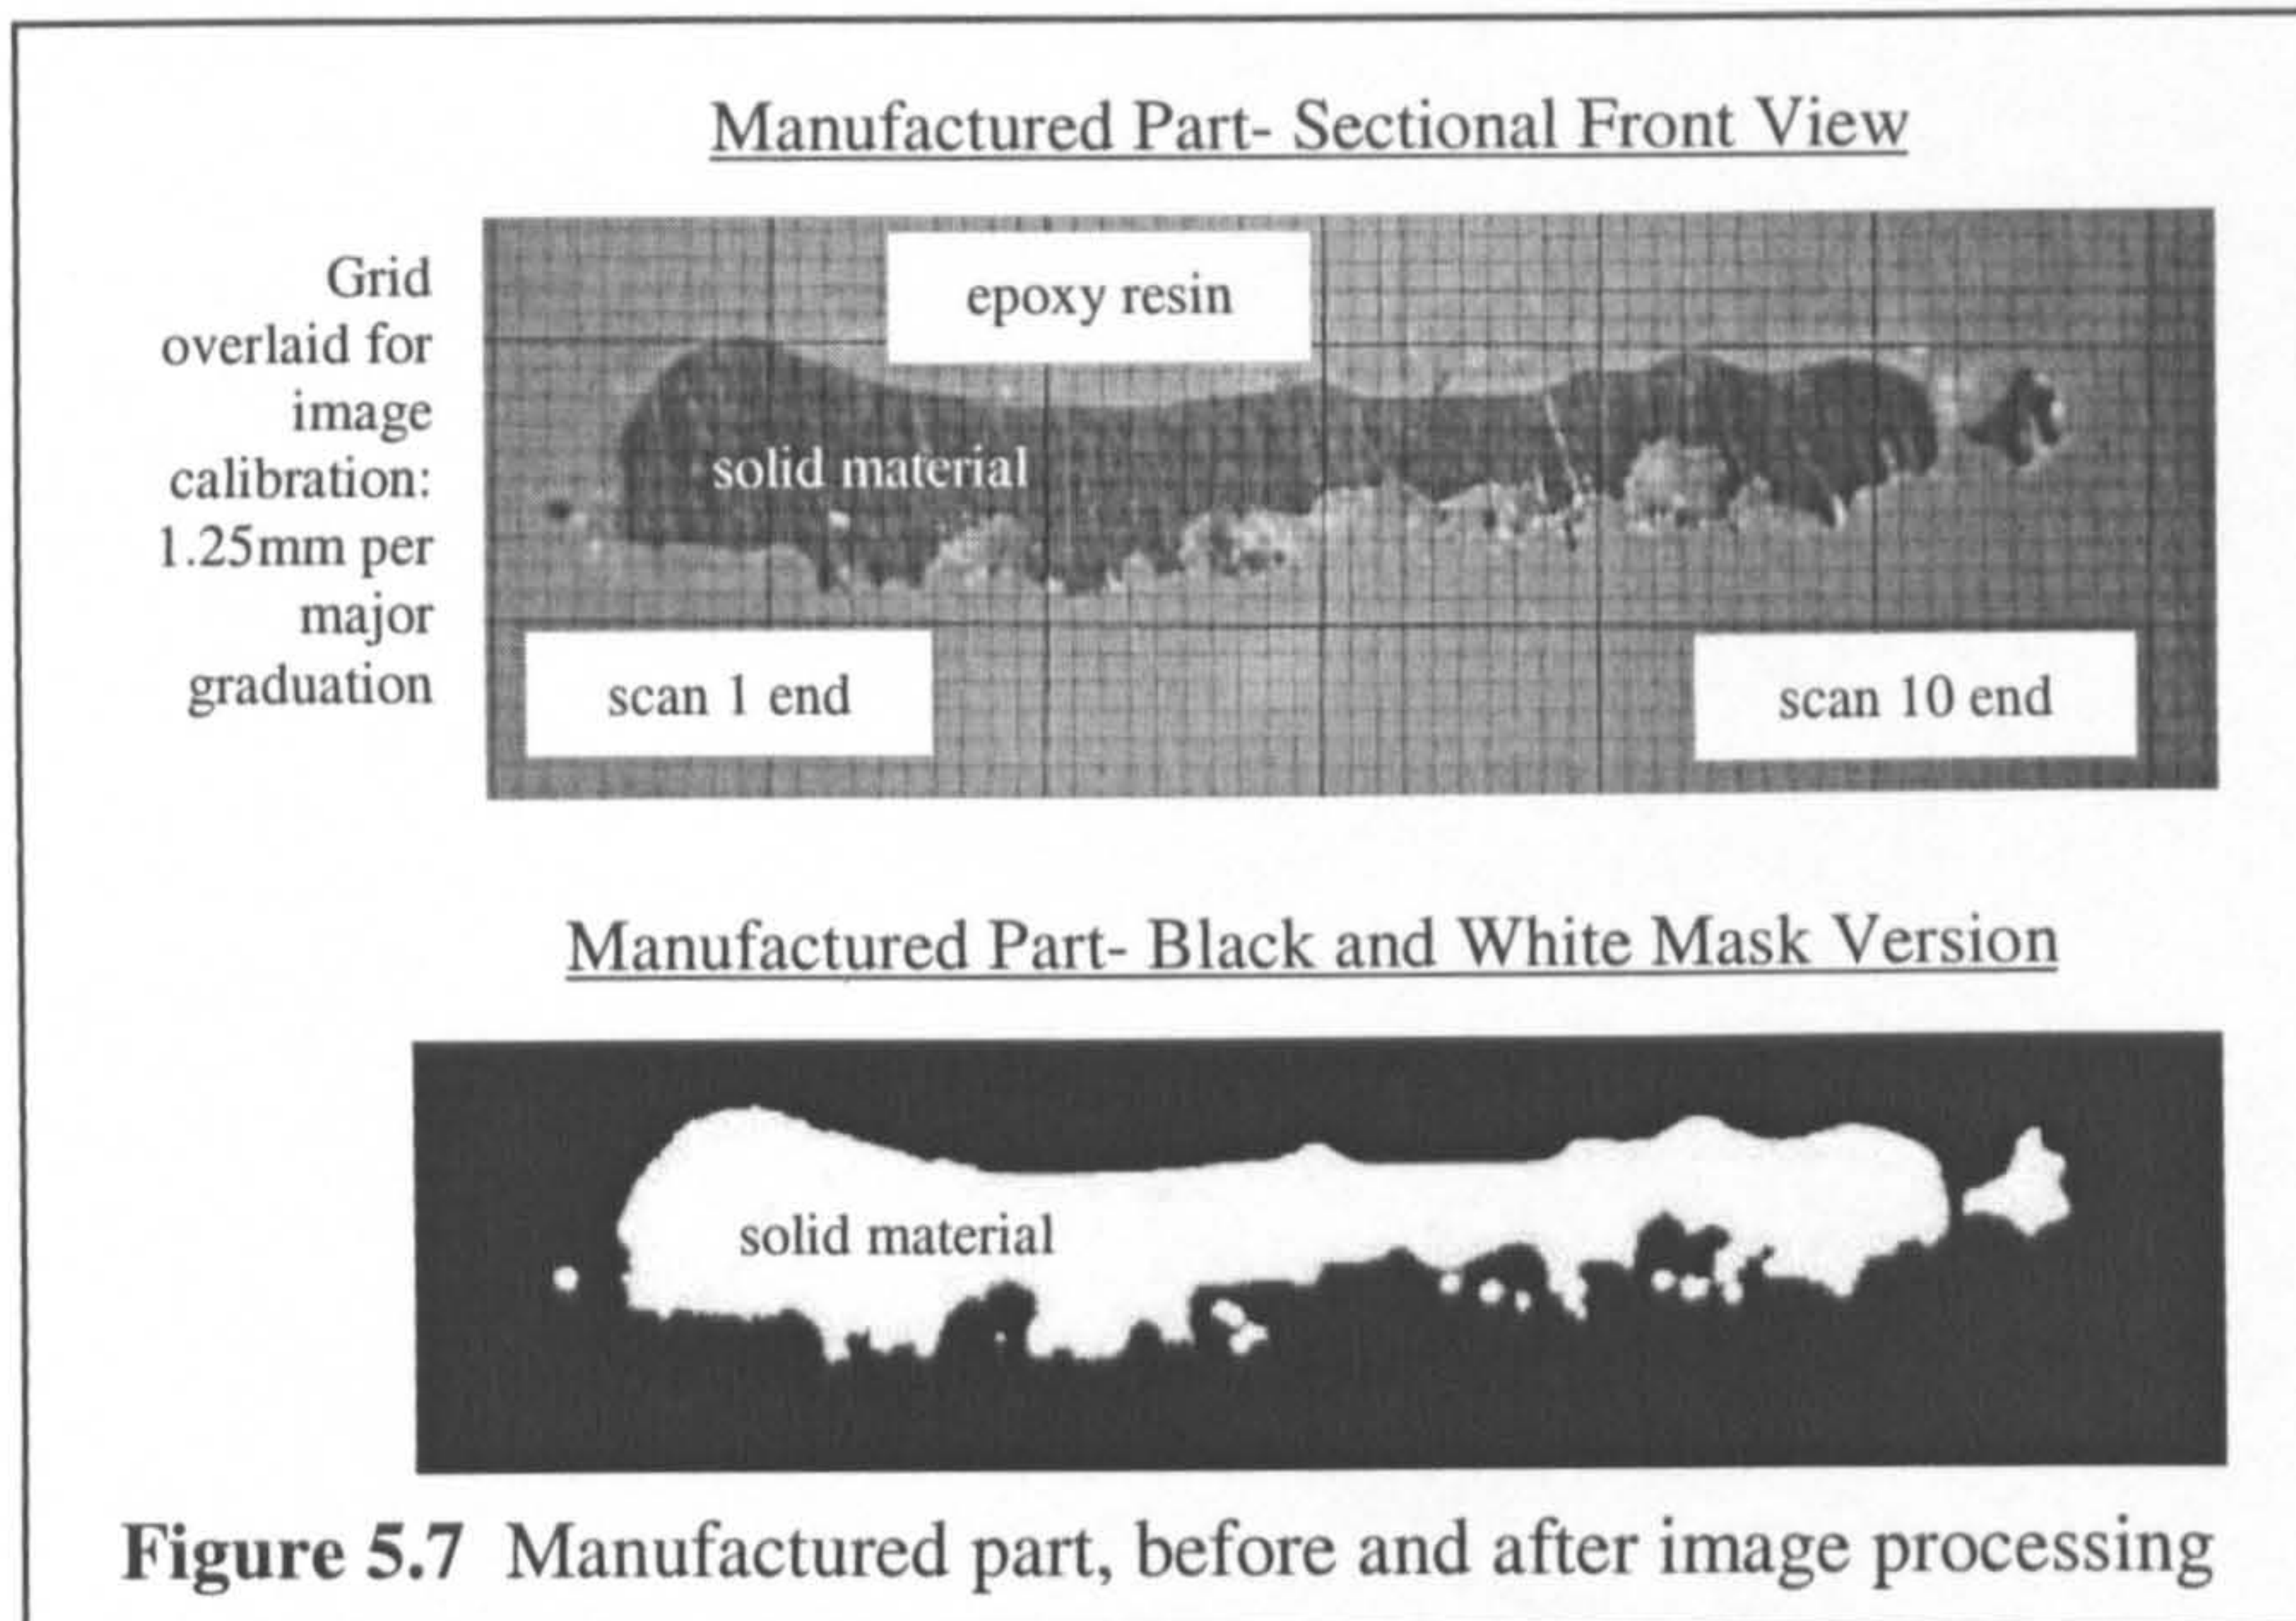 Manufactured Part- Sectional Front View
Grid
overlaid for
image
calibration:
1.25mm per
major
graduation
epoxy resin
solid material
scan 1 end
scan 10 end
Manufactured Part- Black and White Mask Version
solid material
Figure 5.7 Manufactured part, before and after image processing